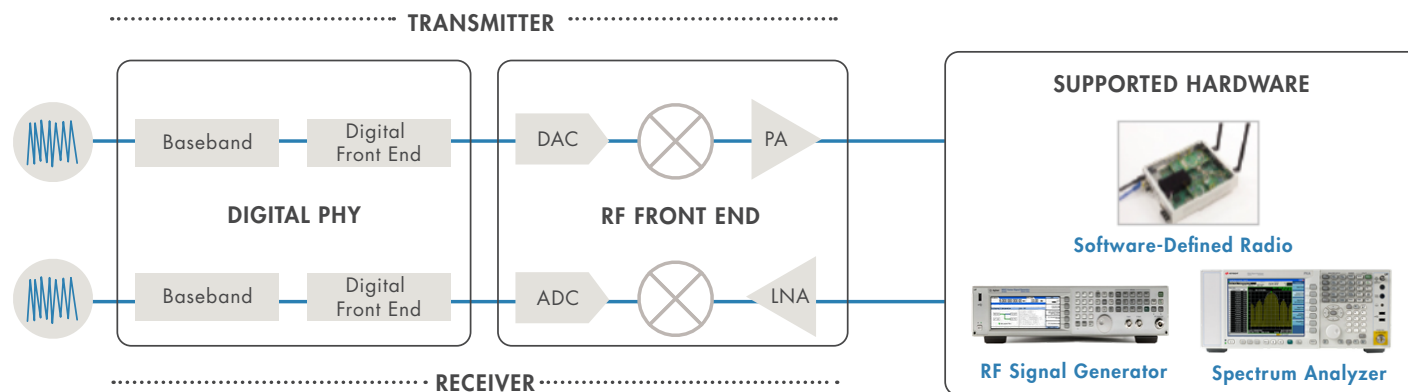 TRANSMITTER
Baseband
Digital
Front End
DAC
PA
DIGITAL PHY
RF FRONT END
Baseband
Digital
Front End
ADC
LNA
RECEIVER
SUPPORTED HARDWARE
Software-Defined Radio
RF Signal Generator
Spectrum Analyzer